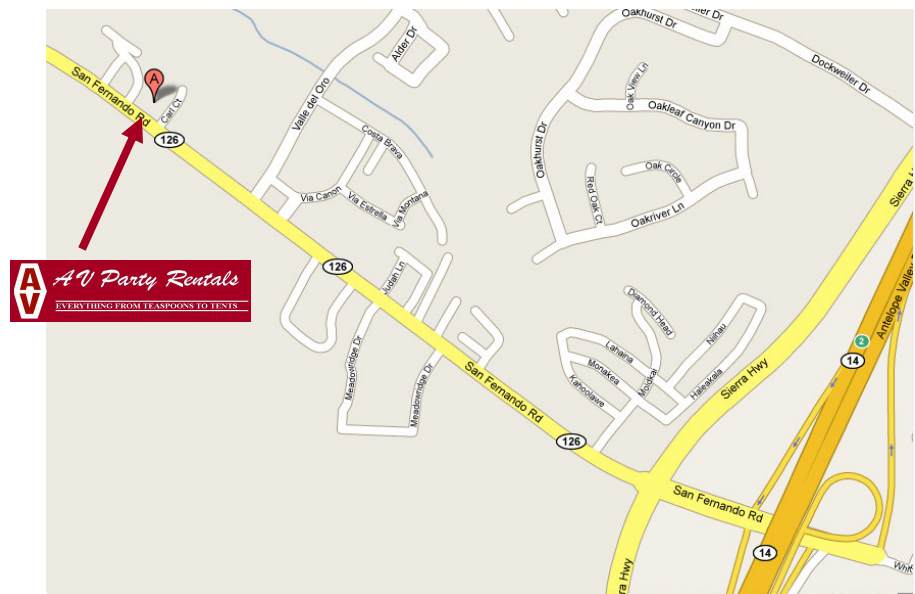 Oakhurst Dr
Dockweiler Dr
Alder Dr
San Fernando Rd
A
Carl Ct
126
Valle del Oro
Costa Brava
Oak View Ln
Oakleaf Canyon Dr
Oakhurst Dr
Oak Circle
Red Oak Ct
Oakriver Ln
Via Canon
Via Estrella
Via Montana
Sierra H
Antelope Valley
126
Judah Ln
AV
A V Party Rentals
EVERYTHING FROM TEASPOONS TO TENTS
Diamond Head
Niihau
Lahaina
Monakea
Kahoolawe
Molokai
Haleakala
Meadowridge Dr
Meadowridge Dr
2
14
Sierra Hwy
San Fernando Rd
126
San Fernando Rd
14
Sierra Hwy
Whit